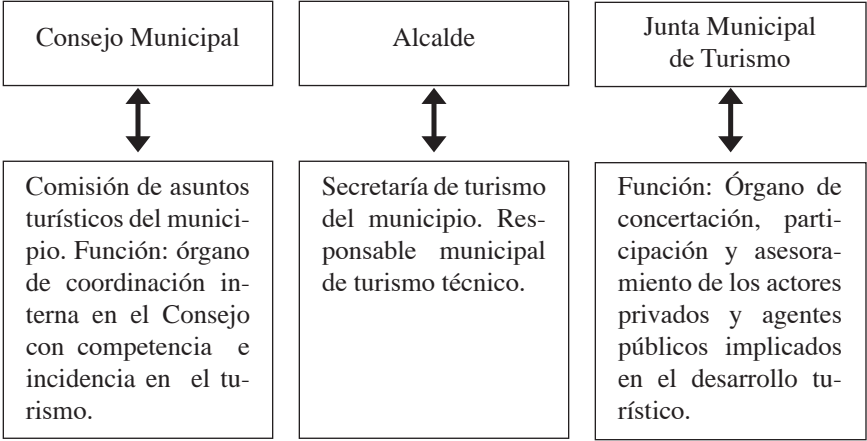 Consejo Municipal
Alcalde
Junta Municipal
de Turismo
Comisión de asuntos
turísticos del munici-
pio. Función: órgano
de coordinación in-
terna en el Consejo
con competencia e
incidencia en el tu-
rismo.
Secretaría de turismo
del municipio. Res-
ponsable municipal
de turismo técnico.
Función: Órgano de
concertación, parti-
cipación y asesora-
miento de los actores
privados y agentes
públicos implicados
en el desarrollo tu-
rístico.